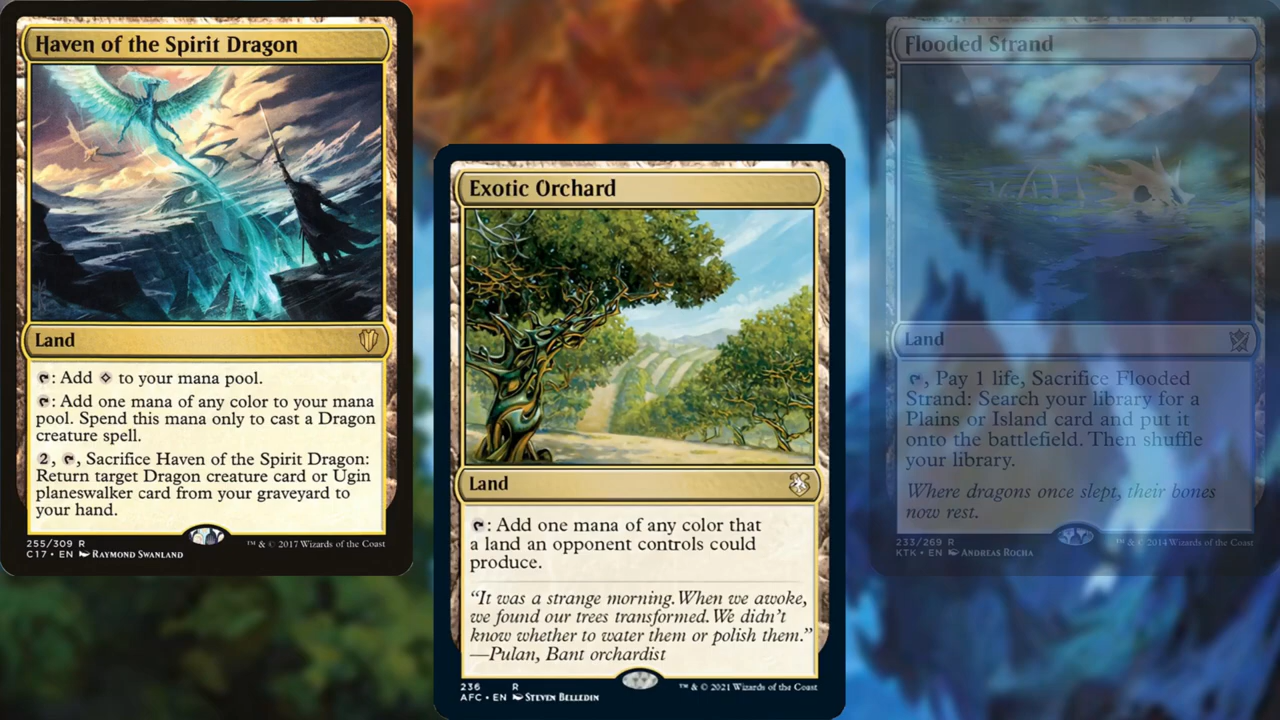 Haven of the Spirit Dragon
Land
: Add to your mana pool.
: Add one mana of any color to your mana
pool. Spend this mana only to cast a Dragon
creature spell.
2, , Sacrifice Haven of the Spirit Dragon:
Return target Dragon creature card or Ugin
planeswalker card from your graveyard to
your hand.
255/309 R
C17 • EN Raymond Swanland
™ & © 2017 Wizards of the Coast
Exotic Orchard
Land
: Add one mana of any color that
a land an opponent controls could
produce.
“It was a strange morning. When we awoke,
we found our trees transformed. We didn’t
know whether to water them or polish them.”
—Pulan, Bant orchardist
236 R
AFC • EN Steven Belledin
™ & © 2021 Wizards of the Coast
Flooded Strand
Land
, Pay 1 life, Sacrifice Flooded
Strand: Search your library for a
Plains or Island card and put it
onto the battlefield. Then shuffle
your library.
Where dragons once slept, their bones
now rest.
233/269 R
KTK • EN Andreas Rocha
™ & © 2014 Wizards of the Coast